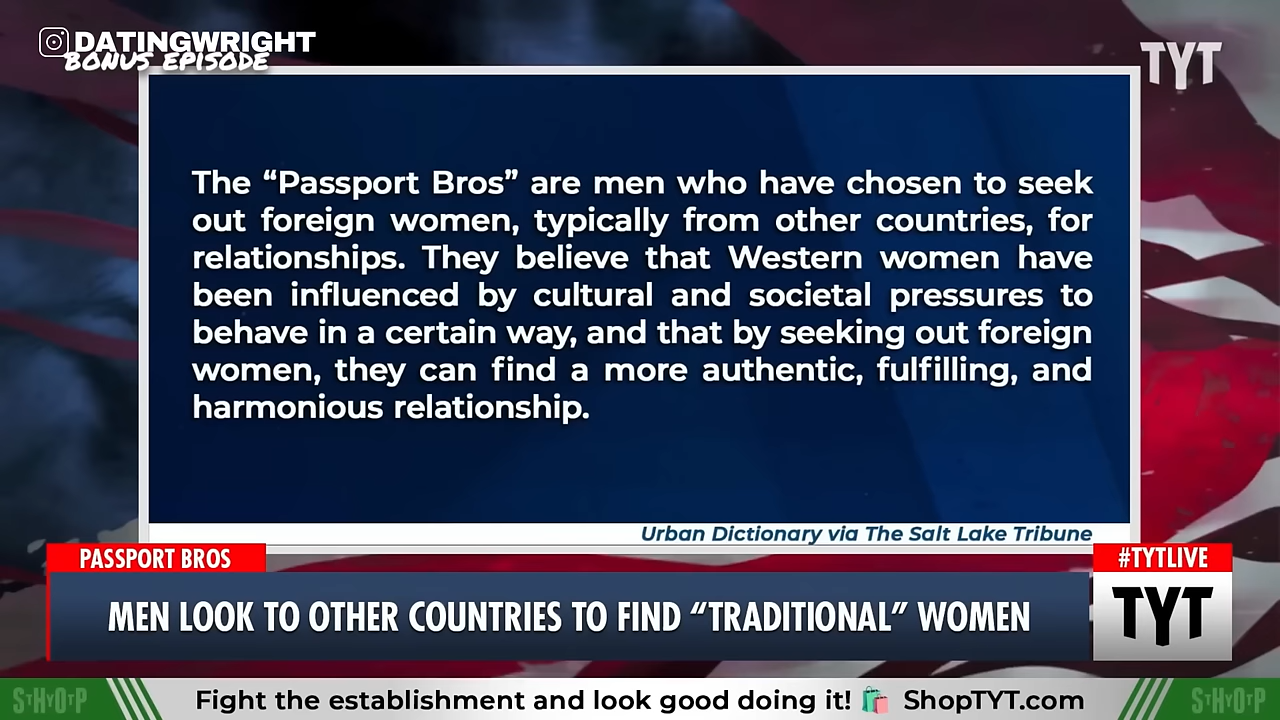 DATINGWRIGHT
BONUS EPISODE
TYT
The “Passport Bros” are men who have chosen to seek
out foreign women, typically from other countries, for
relationships. They believe that Western women have
been influenced by cultural and societal pressures to
behave in a certain way, and that by seeking out foreign
women, they can find a more authentic, fulfilling, and
harmonious relationship.
Urban Dictionary via The Salt Lake Tribune
PASSPORT BROS
#TYTLIVE
MEN LOOK TO OTHER COUNTRIES TO FIND “TRADITIONAL” WOMEN
TYT
STHYOTP
Fight the establishment and look good doing it! 🛍️ ShopTYT.com
STHYOTP